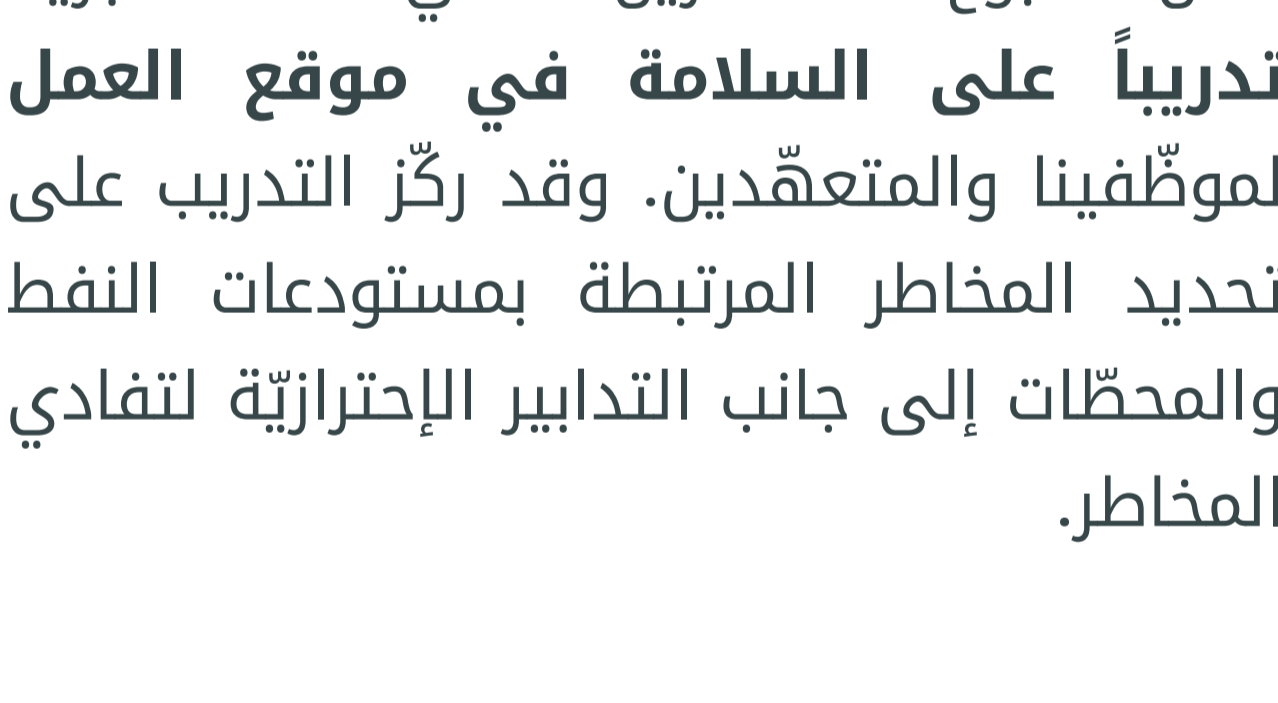 تدريباً على السلامة في موقع العمل
لموظّفينا والمتعهّدين. وقد ركّز التدريب على
تحديد المخاطر المرتبطة بمستودعات النفط
والمحطّات إلى جانب التدابير الإحترازيّة لتفادي
المخاطر.